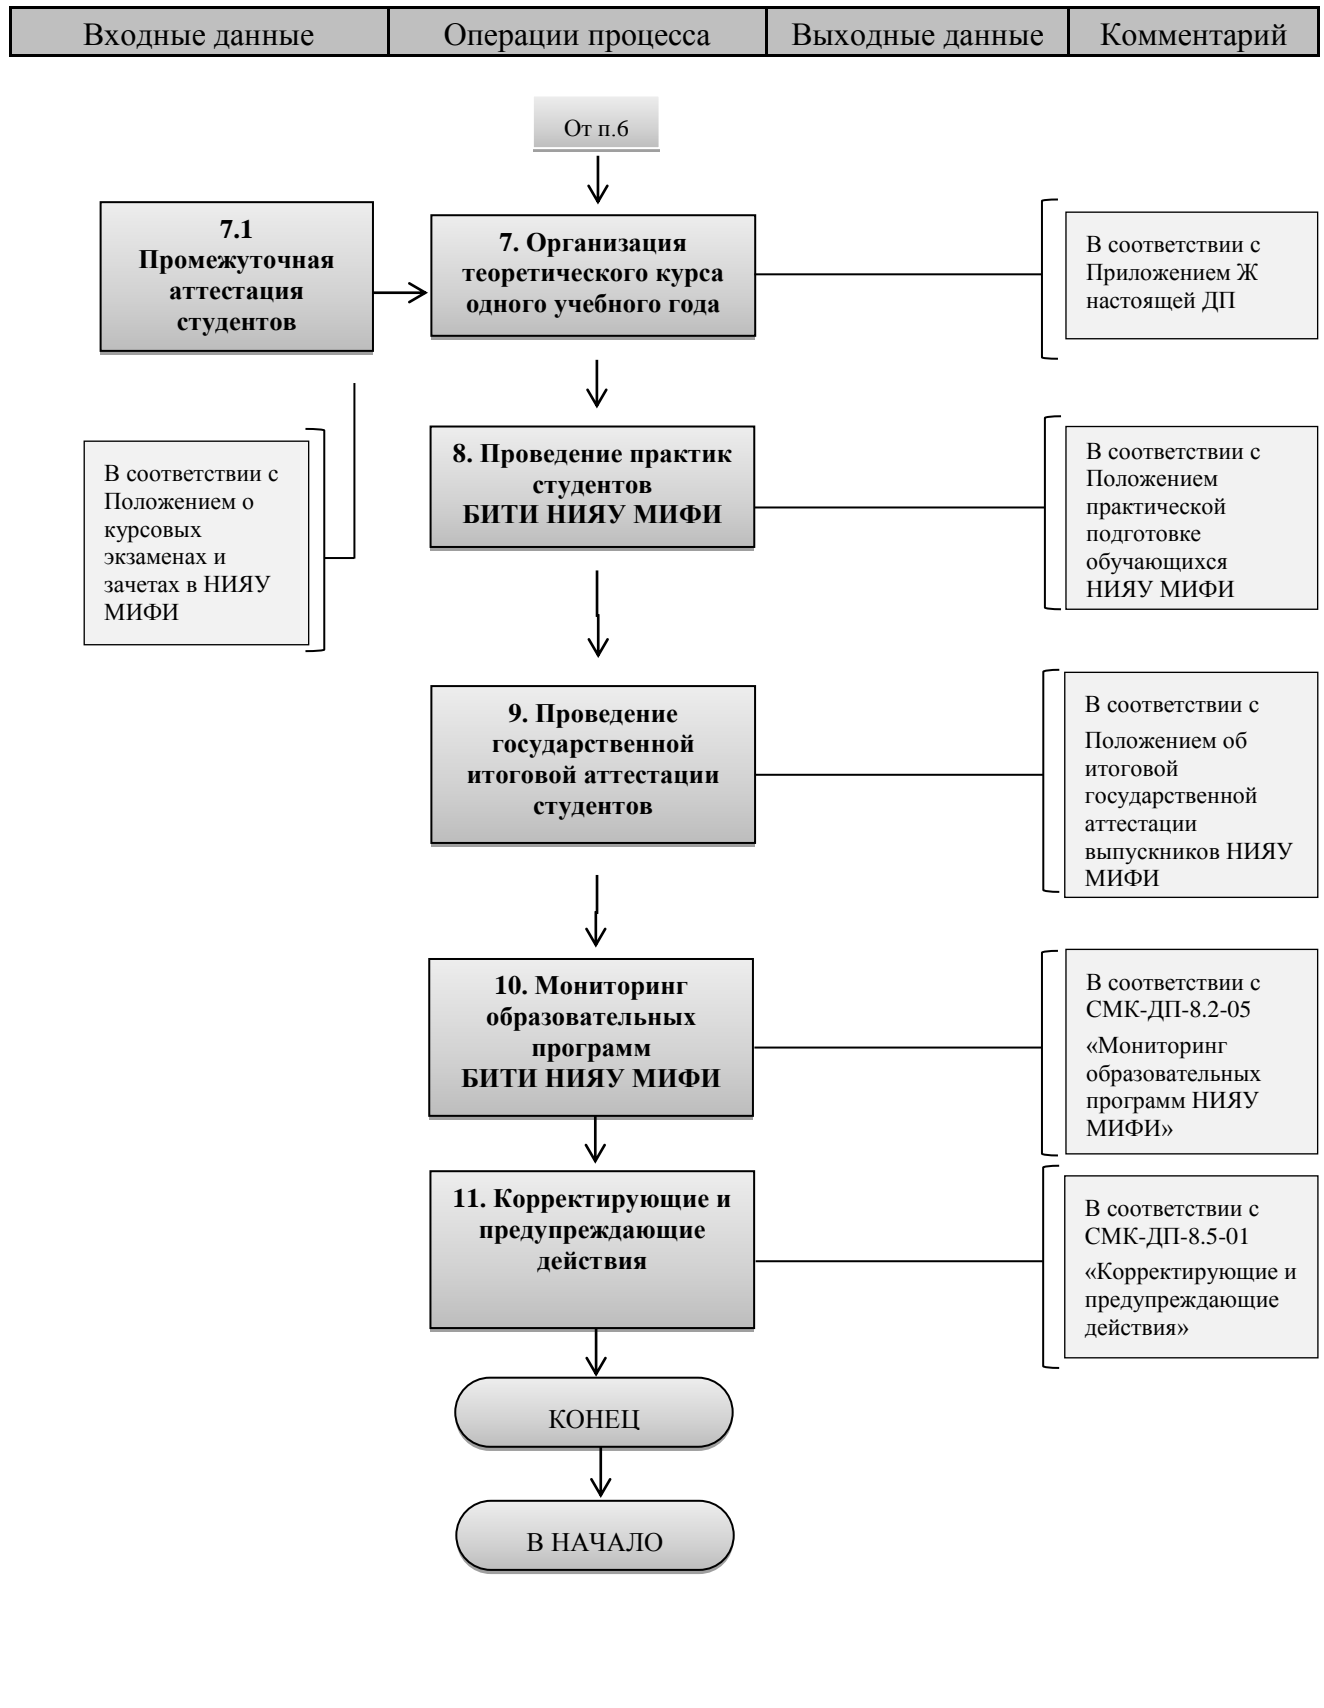 Входные данные
Операции процесса
Выходные данные
Комментарий
От п.6
7.1
Промежуточная
аттестация
студентов
7. Организация
теоретического курса
одного учебного года
В соответствии с
Приложением Ж
настоящей ДП
В соответствии с
Положением о
курсовых
экзаменах и
зачетах в НИЯУ
МИФИ
8. Проведение практик
студентов
БИТИ НИЯУ МИФИ
В соответствии с
Положением
практической
подготовке
обучающихся
НИЯУ МИФИ
9. Проведение
государственной
итоговой аттестации
студентов
В соответствии с
Положением об
итоговой
государственной
аттестации
выпускников НИЯУ
МИФИ
10. Мониторинг
образовательных
программ
БИТИ НИЯУ МИФИ
В соответствии с
СМК-ДП-8.2-05
«Мониторинг
образовательных
программ НИЯУ
МИФИ»
11. Корректирующие и
предупреждающие
действия
В соответствии с
СМК-ДП-8.5-01
«Корректирующие и
предупреждающие
действия»
КОНЕЦ
В НАЧАЛО